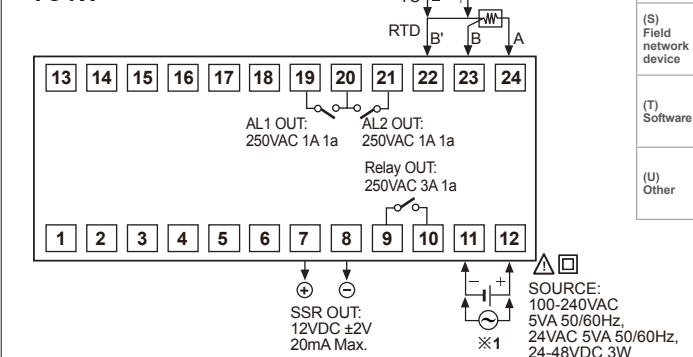 RTD B' B A
13 14 15 16 17 18 19 20 21 22 23 24
AL1 OUT:
250VAC 1A 1a
AL2 OUT:
250VAC 1A 1a
Relay OUT:
250VAC 3A 1a
1 2 3 4 5 6 7 8 9 10 11 12
SSR OUT:
12VDC ±2V
20mA Max.
※1
SOURCE:
100-240VAC
5VA 50/60Hz,
24VAC 5VA 50/60Hz,
24-48VDC 3W
(S)
Field
network
device
(T)
Software
(U)
Other